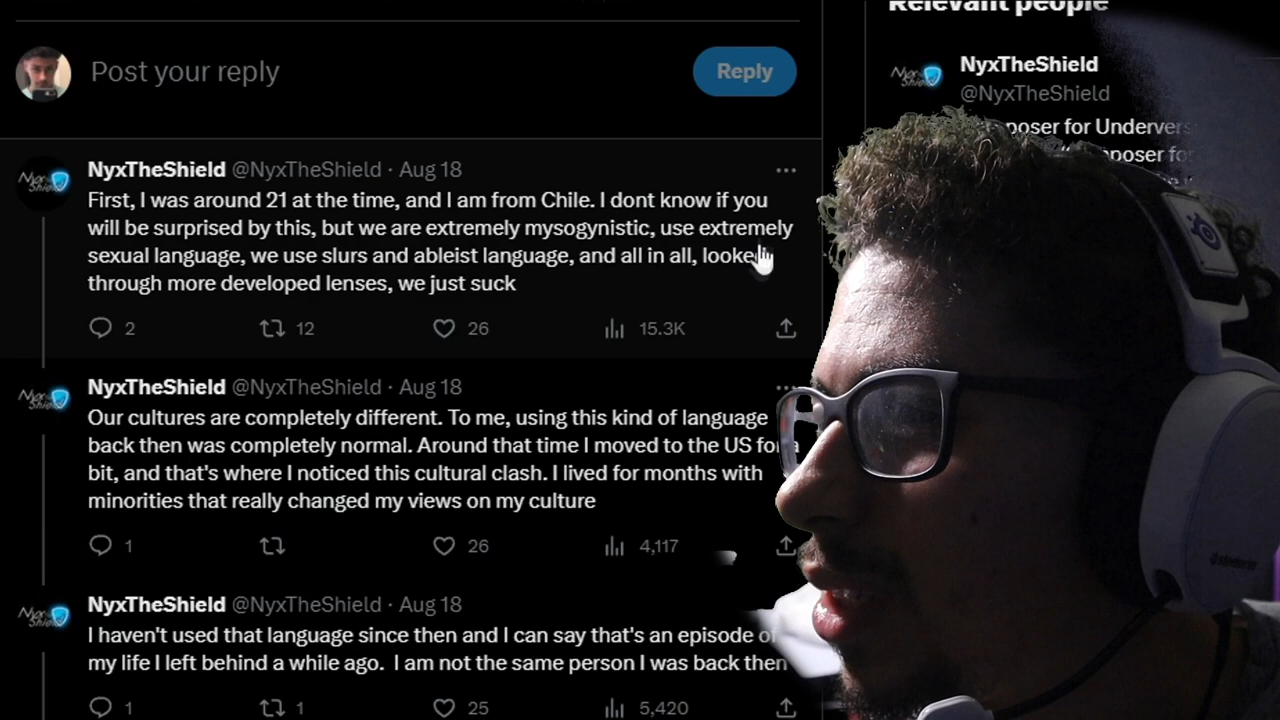 Relevant people
Post your reply
Reply
NyxTheShield
@NyxTheShield
poser for Undervers
poser for
NyxTheShield @NyxTheShield · Aug 18
First, I was around 21 at the time, and I am from Chile. I dont know if you
will be surprised by this, but we are extremely mysogynistic, use extremely
sexual language, we use slurs and ableist language, and all in all, looke
through more developed lenses, we just suck
2 12 26 15.3K
NyxTheShield @NyxTheShield · Aug 18
Our cultures are completely different. To me, using this kind of language
back then was completely normal. Around that time I moved to the US for a
bit, and that's where I noticed this cultural clash. I lived for months with
minorities that really changed my views on my culture
1 26 4,117
NyxTheShield @NyxTheShield · Aug 18
I haven't used that language since then and I can say that's an episode of
my life I left behind a while ago. I am not the same person I was back then
1 1 25 5,420
steelseries